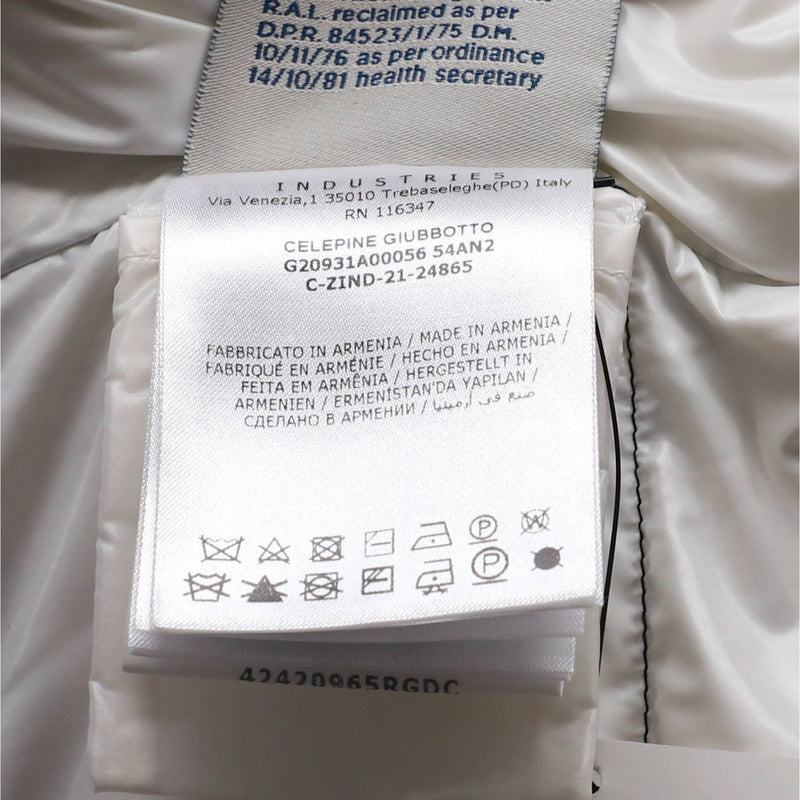 R.A.L. reclaimed as per
D.P.R. 84523/1/75 D.M.
10/11/76 as per ordinance
14/10/81 health secretary
INDUSTRIES
Via Venezia,1 35010 Trebaseleghe(PD) Italy
RN 116347
CELEPINE GIUBBOTTO
G20931A00056 54AN2
C-ZIND-21-24865
FABBRICATO IN ARMENIA / MADE IN ARMENIA /
FABRIQUÉ EN ARMÉNIE / HECHO EN ARMENIA /
FEITA EM ARMÊNIA / HERGESTELLT IN
ARMENIEN / ERMENİSTAN'DA YAPILAN /
СДЕЛАНО В АРМЕНИИ / صنع في أرمينيا
P W
P
42420965RGDC